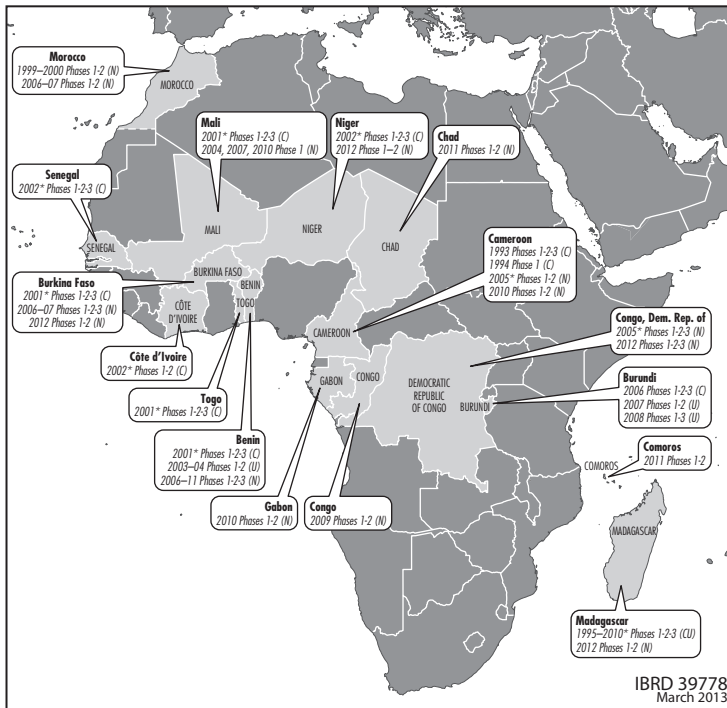 Morocco
1999–2000 Phases 1-2 (N)
2006–07 Phases 1-2 (N)
MOROCCO
Mali
2001* Phases 1-2-3 (C)
2004, 2007, 2010 Phase 1 (N)
Niger
2002* Phases 1-2-3 (C)
2012 Phase 1–2 (N)
Chad
2011 Phases 1-2 (N)
Senegal
2002* Phases 1-2-3 (C)
SENEGAL
MALI
NIGER
CHAD
Cameroon
1993 Phases 1-2-3 (C)
1994 Phase 1 (C)
2005* Phases 1-2 (N)
2010 Phases 1-2 (N)
Burkina Faso
2001* Phases 1-2-3 (C)
2006-07 Phases 1-2-3 (N)
2012 Phases 1-2 (N)
BURKINA FASO
BENIN
CÔTE
D'IVOIRE
TOGO
CAMEROON
Congo, Dem. Rep. of
2005* Phases 1-2-3 (N)
2012 Phases 1-2-3 (N)
Côte d'Ivoire
2002* Phases 1-2 (C)
Togo
2001* Phases 1-2-3 (C)
Benin
2001* Phases 1-2-3 (C)
2003–04 Phases 1-2 (U)
2006–11 Phases 1-2-3 (N)
GABON
CONGO
DEMOCRATIC
REPUBLIC
OF CONGO
BURUNDI
Burundi
2006 Phases 1-2-3 (C)
2007 Phases 1-2 (U)
2008 Phases 1-3 (U)
Gabon
2010 Phases 1-2 (N)
Congo
2009 Phases 1-2 (N)
COMOROS
Comoros
2011 Phases 1-2
MADAGASCAR
Madagascar
1995–2010* Phases 1-2-3 (CU)
2012 Phases 1-2 (N)
IBRD 39778
March 2013